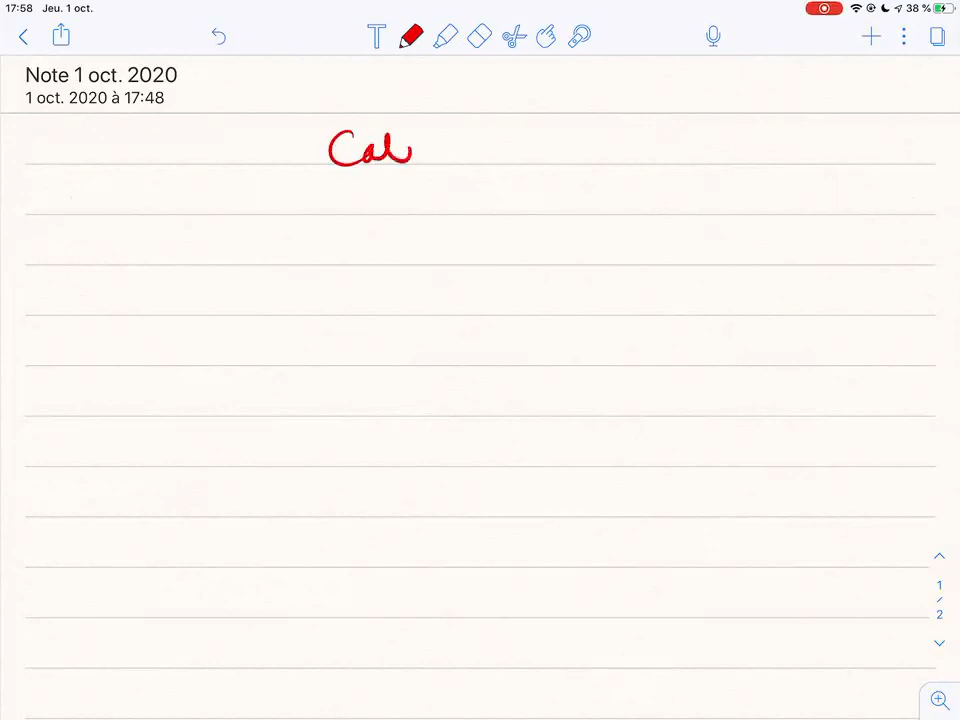 17:58 Jeu. 1 oct. 38 %
Note 1 oct. 2020
1 oct. 2020 à 17:48
Cal
1
/
2